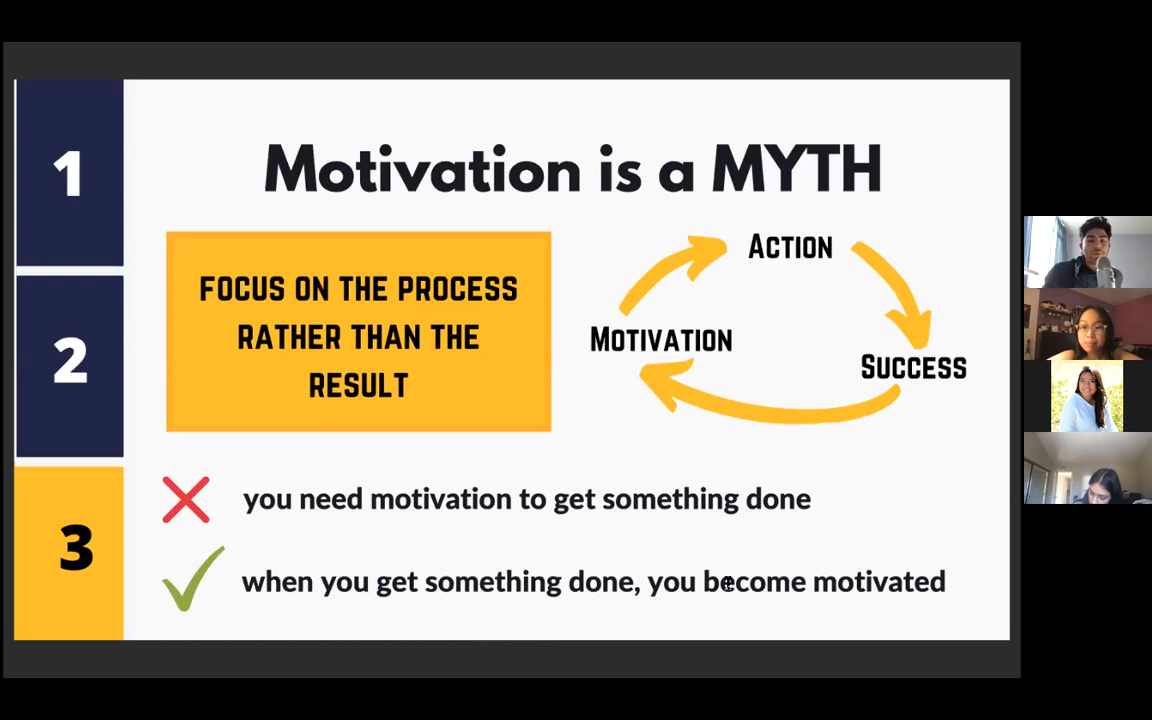 1
2
3
Motivation is a MYTH
FOCUS ON THE PROCESS
RATHER THAN THE
RESULT
ACTION
MOTIVATION
SUCCESS
you need motivation to get something done
when you get something done, you become motivated